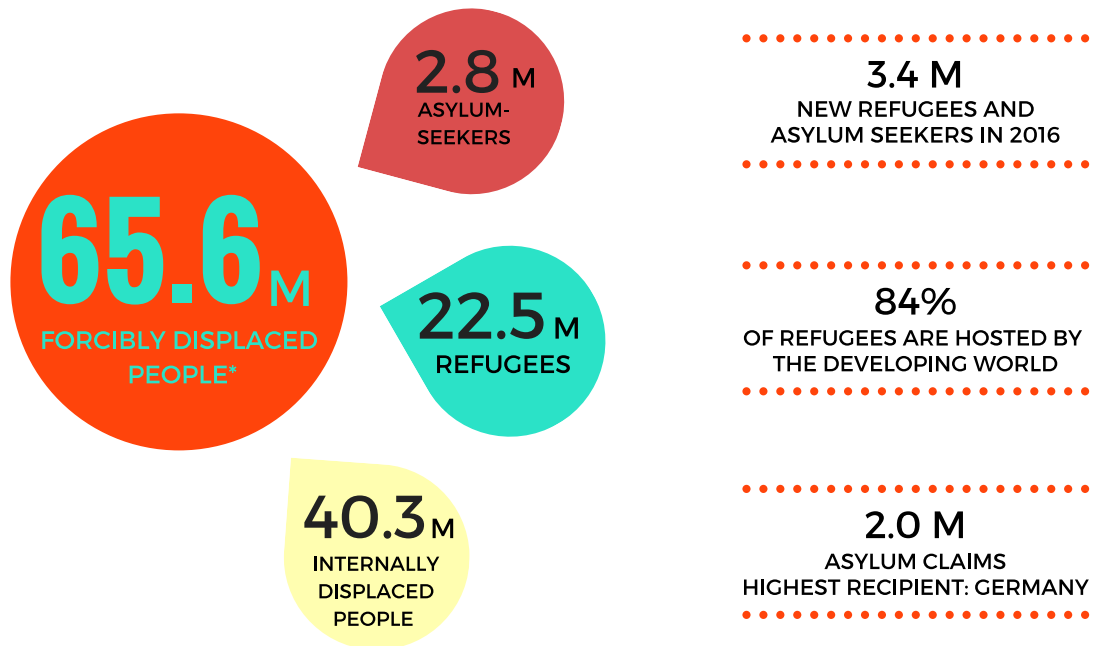 2.8 M
ASYLUM-
SEEKERS
65.6 M
FORCIBLY DISPLACED
PEOPLE*
22.5 M
REFUGEES
40.3 M
INTERNALLY
DISPLACED
PEOPLE
3.4 M
NEW REFUGEES AND
ASYLUM SEEKERS IN 2016
84%
OF REFUGEES ARE HOSTED BY
THE DEVELOPING WORLD
2.0 M
ASYLUM CLAIMS
HIGHEST RECIPIENT: GERMANY